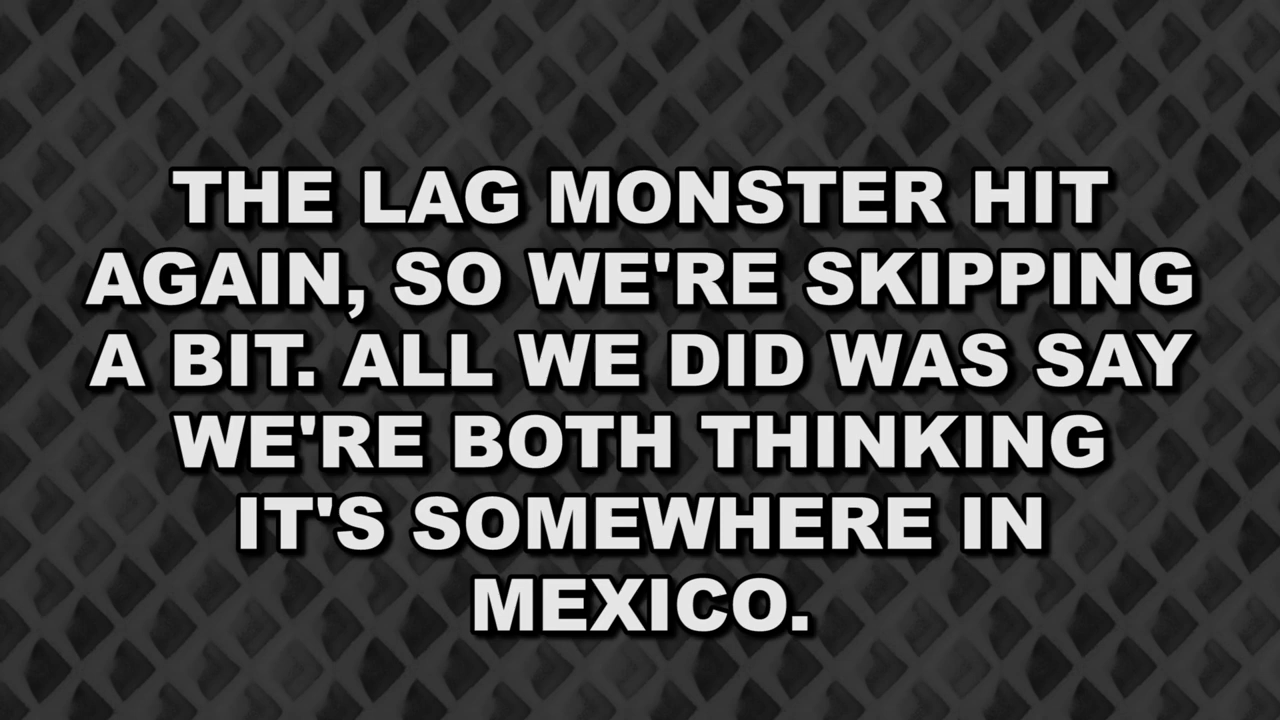 THE LAG MONSTER HIT
AGAIN, SO WE'RE SKIPPING
A BIT. ALL WE DID WAS SAY
WE'RE BOTH THINKING
IT'S SOMEWHERE IN
MEXICO.